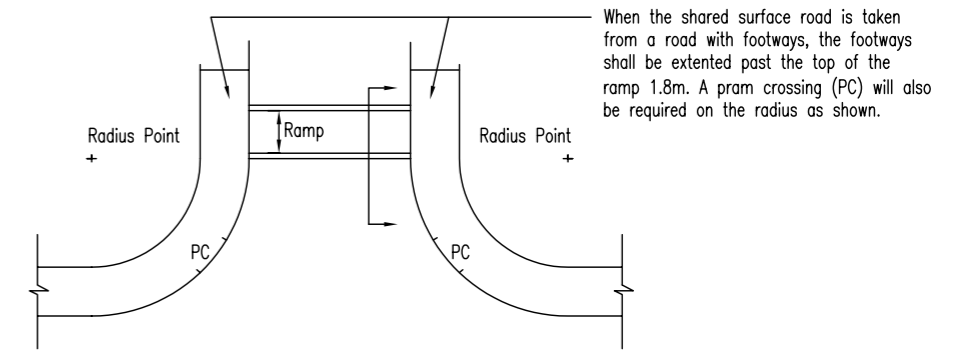 When the shared surface road is taken
from a road with footways, the footways
shall be extented past the top of the
ramp 1.8m. A pram crossing (PC) will also
be required on the radius as shown.
Radius Point
Ramp
Radius Point
PC
PC